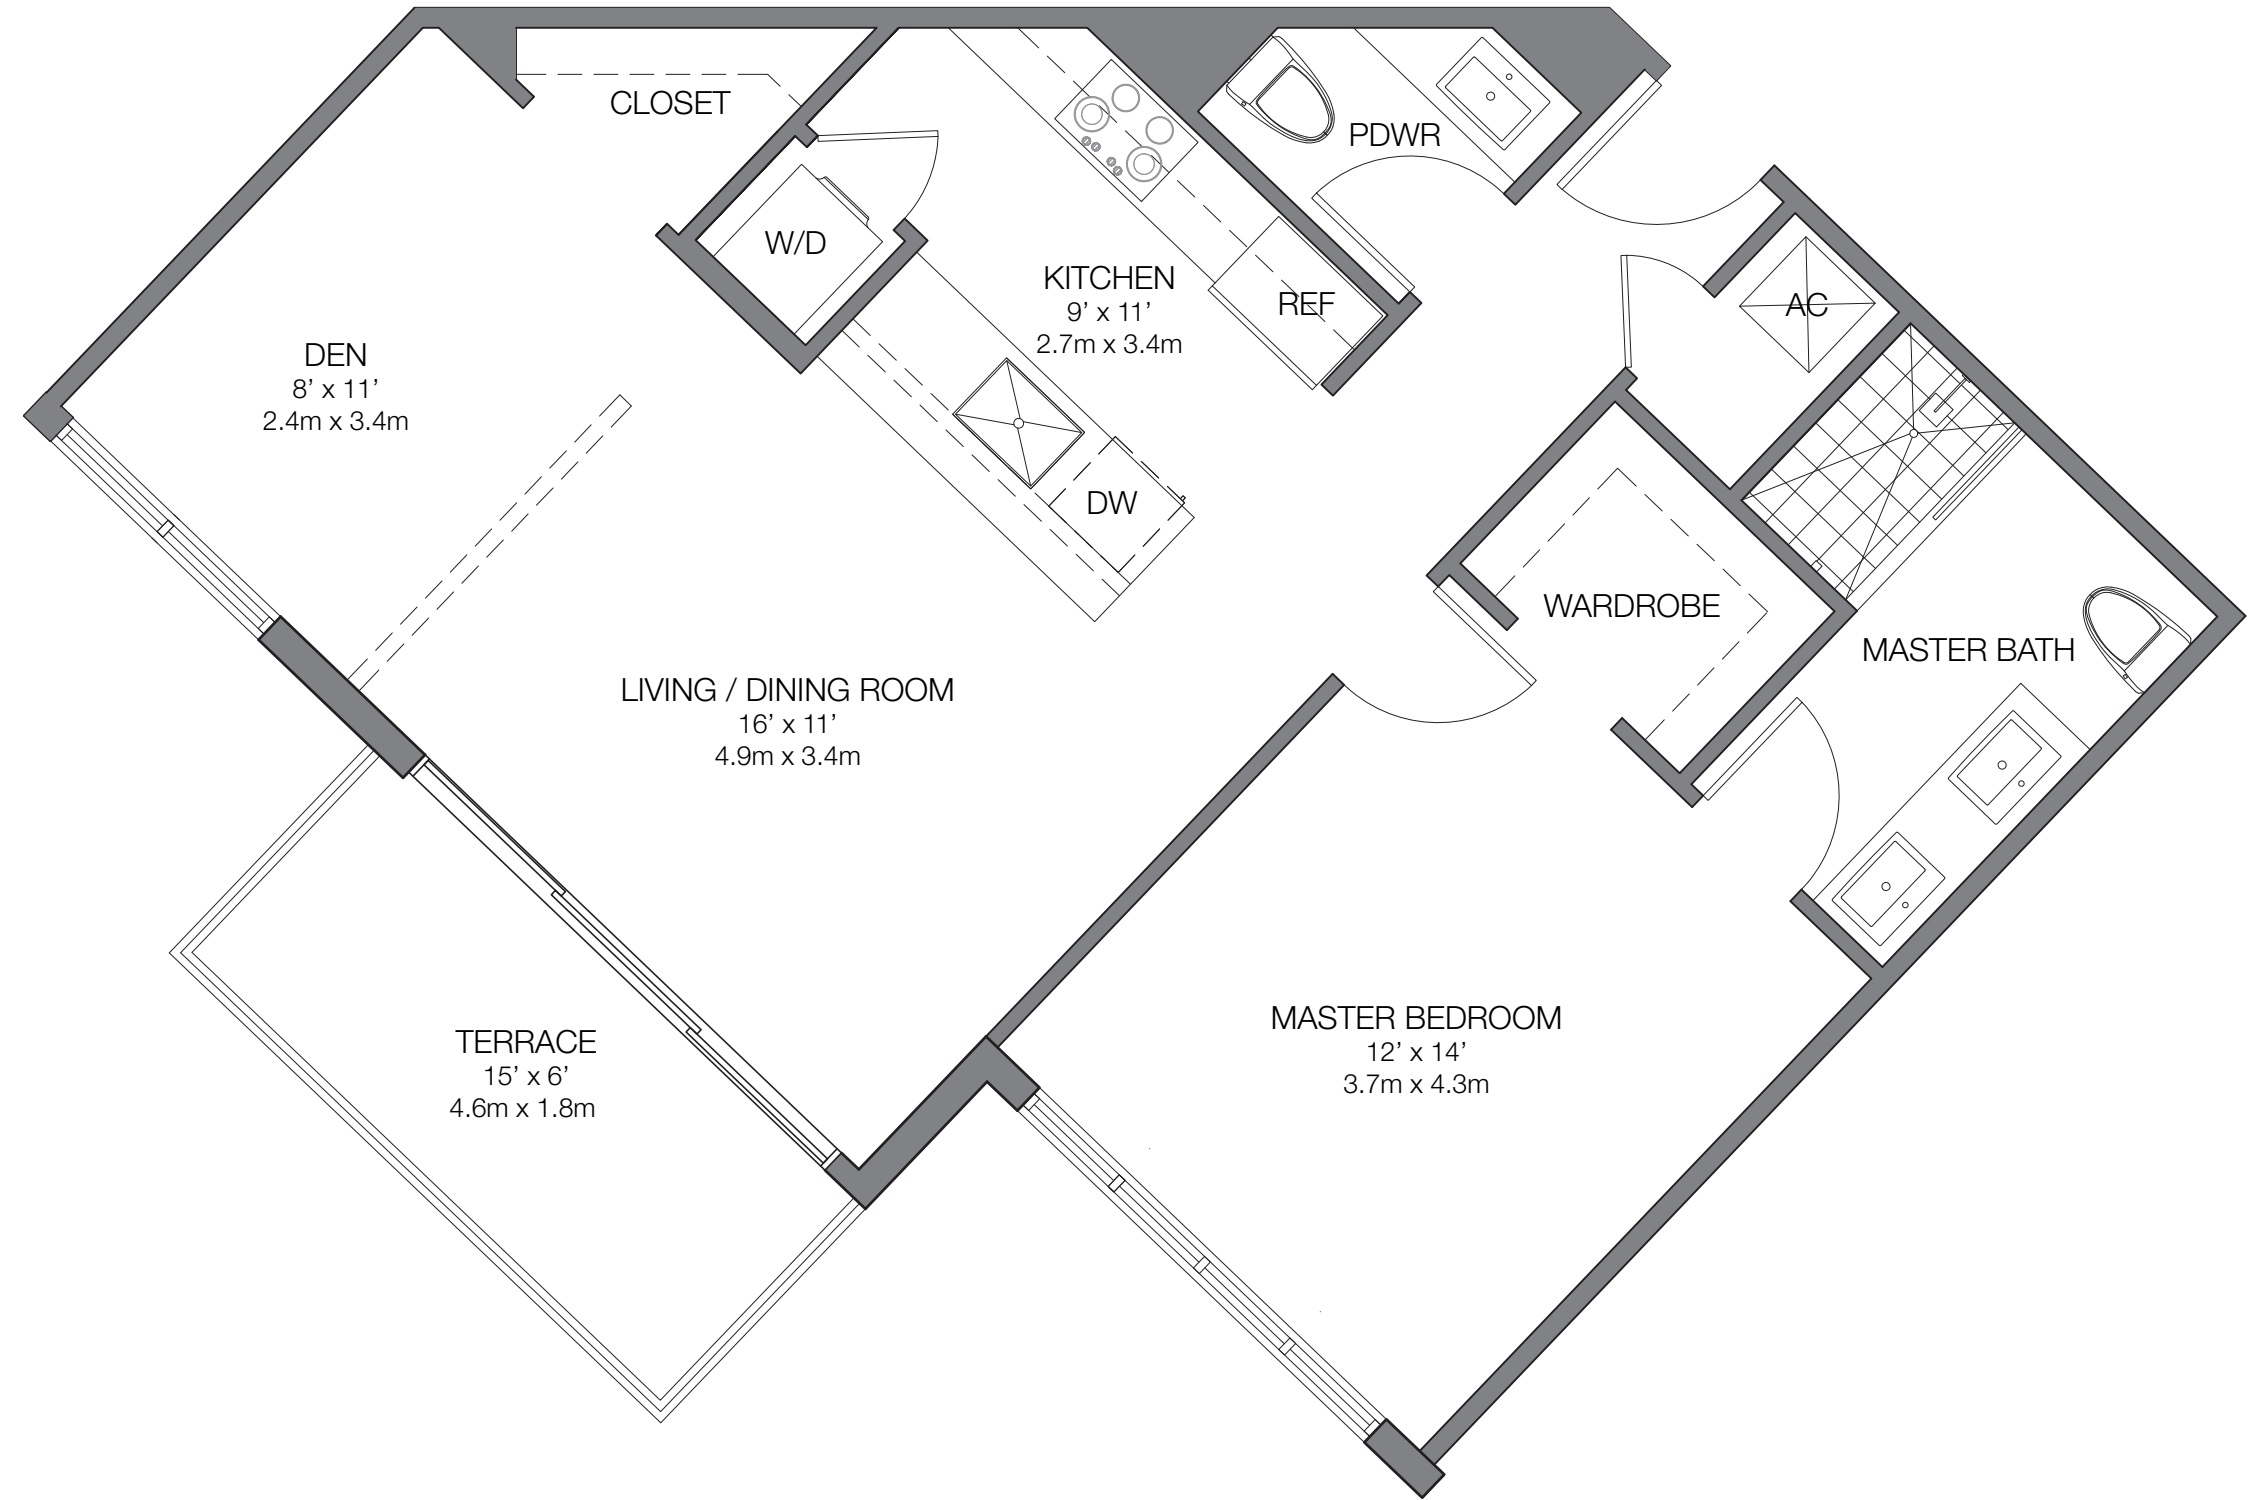 CLOSET
PDWR
W/D
KITCHEN
9’ x 11’
2.7m x 3.4m
REF
AC
DEN
8’ x 11’
2.4m x 3.4m
DW
WARDROBE
MASTER BATH
LIVING / DINING ROOM
16’ x 11’
4.9m x 3.4m
TERRACE
15’ x 6’
4.6m x 1.8m
MASTER BEDROOM
12’ x 14’
3.7m x 4.3m